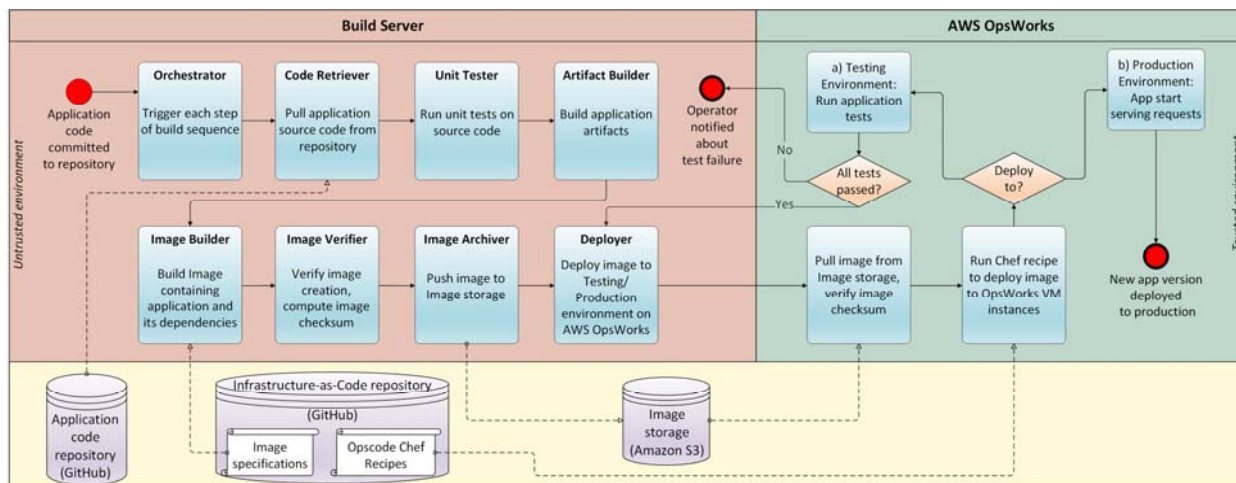 Build Server
AWS OpsWorks
Untrusted environment
Application
code
committed
to repository
Orchestrator
Trigger each step
of build sequence
Code Retriever
Pull application
source code from
repository
Unit Tester
Run unit tests on
source code
Artifact Builder
Build application
artifacts
Operator
notified
about
test failure
No
Yes
a) Testing
Environment:
Run application
tests
All tests
passed?
Deploy
to?
b) Production
Environment:
App start
serving requests
Image Builder
Build Image
containing
application and
its dependencies
Image Verifier
Verify image
creation,
compute image
checksum
Image Archiver
Push image to
Image storage
Deployer
Deploy image to
Testing/
Production
environment on
AWS OpsWorks
Pull image from
Image storage,
verify image
checksum
Run Chef recipe
to deploy image
to OpsWorks VM
instances
New app version
deployed
to production
Application
code
repository
(GitHub)
Infrastructure-as-Code repository
(GitHub)
Image
specifications
Opscode Chef
Recipes
Image
storage
(Amazon S3)